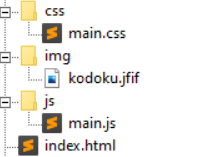 css
main.css
img
kodoku.jfif
js
main.js
index.html